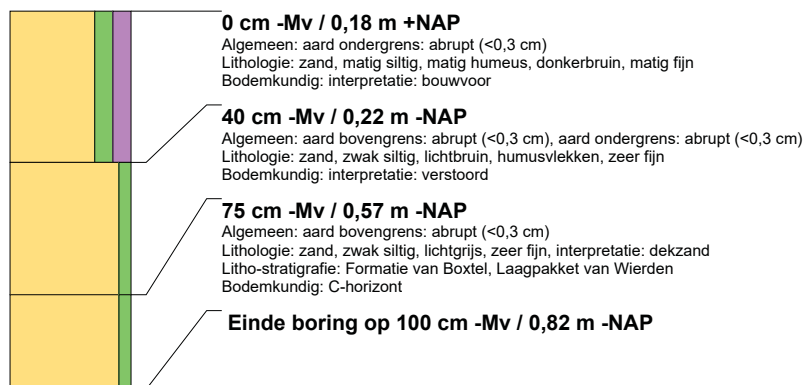 0 cm -Mv / 0,18 m +NAP
Algemeen: aard ondergrens: abrupt (<0,3 cm)
Lithologie: zand, matig siltig, matig humeus, donkerbruin, matig fijn
Bodemkundig: interpretatie: bouwvoor
40 cm -Mv / 0,22 m -NAP
Algemeen: aard bovengrens: abrupt (<0,3 cm), aard ondergrens: abrupt (<0,3 cm)
Lithologie: zand, zwak siltig, lichtbruin, humusvlekken, zeer fijn
Bodemkundig: interpretatie: verstoord
75 cm -Mv / 0,57 m -NAP
Algemeen: aard bovengrens: abrupt (<0,3 cm)
Lithologie: zand, zwak siltig, lichtgrijs, zeer fijn, interpretatie: dekzand
Litho-stratigrafie: Formatie van Boxtel, Laagpakket van Wierden
Bodemkundig: C-horizont
Einde boring op 100 cm -Mv / 0,82 m -NAP